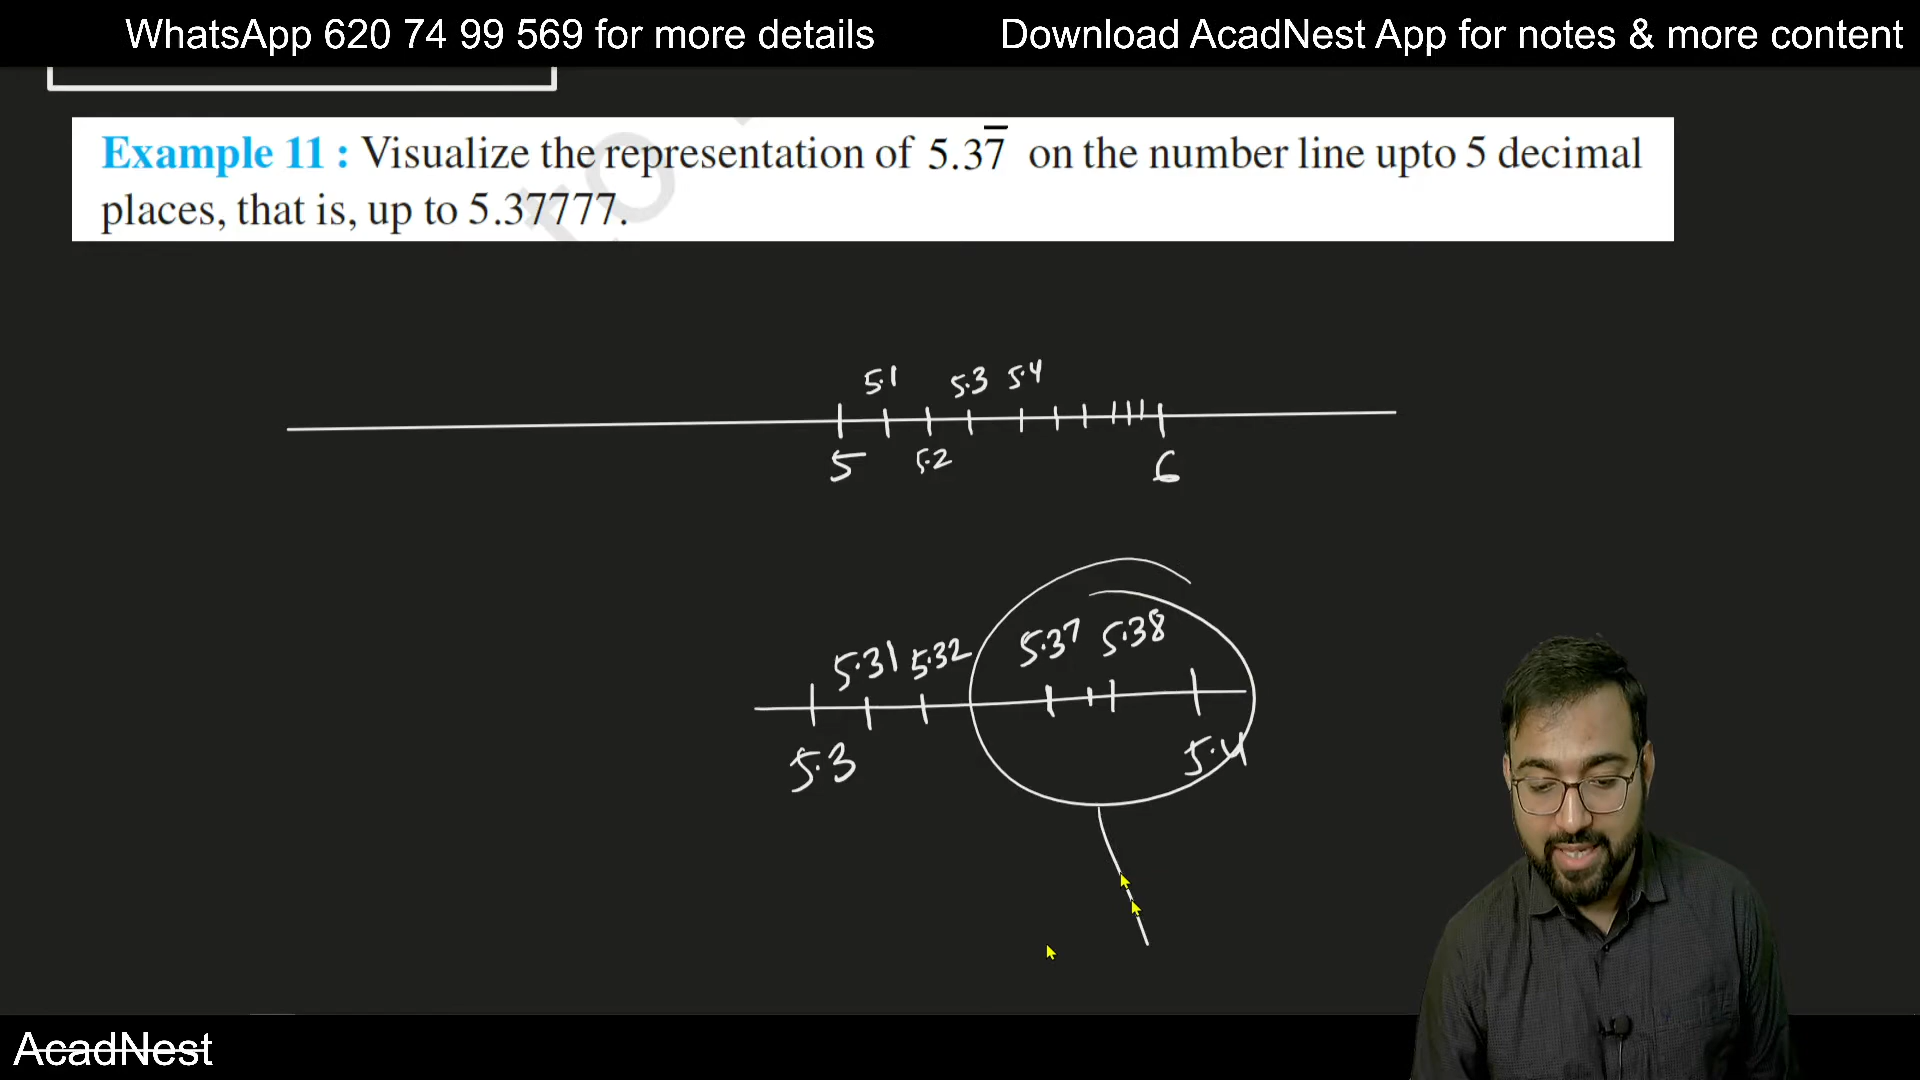 WhatsApp 620 74 99 569 for more details
Download AcadNest App for notes & more content
Example 11 : Visualize the representation of 5.37̅ on the number line upto 5 decimal
places, that is, up to 5.37777.
5.1 5.3 5.4
5 5.2 6
5.31 5.32 5.37 5.38
5.3 5.4
AcadNest